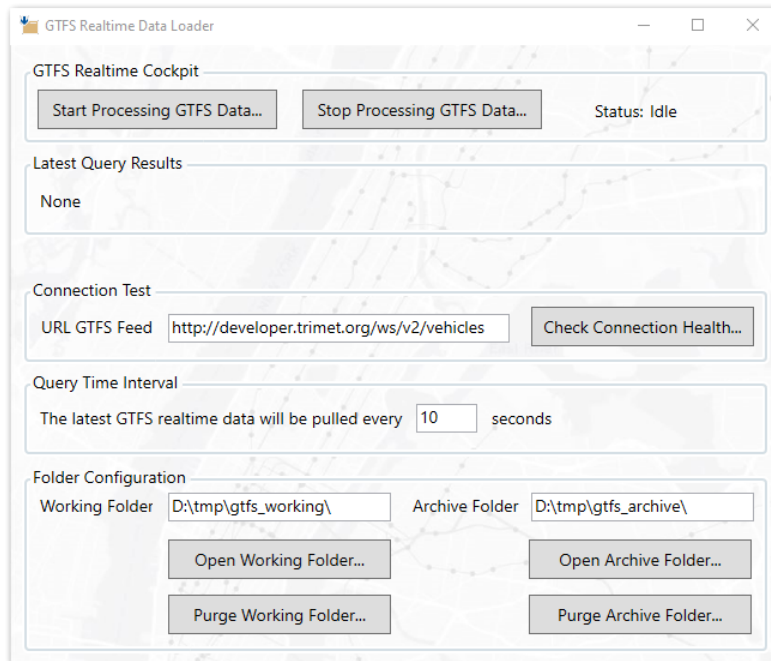 GTFS Realtime Data Loader
GTFS Realtime Cockpit
Start Processing GTFS Data... Stop Processing GTFS Data... Status: Idle
Latest Query Results
None
Connection Test
URL GTFS Feed http://developer.trimet.org/ws/v2/vehicles Check Connection Health...
Query Time Interval
The latest GTFS realtime data will be pulled every 10 seconds
Folder Configuration
Working Folder D:\tmp\gtfs_working\ Archive Folder D:\tmp\gtfs_archive\
Open Working Folder... Open Archive Folder...
Purge Working Folder... Purge Archive Folder...